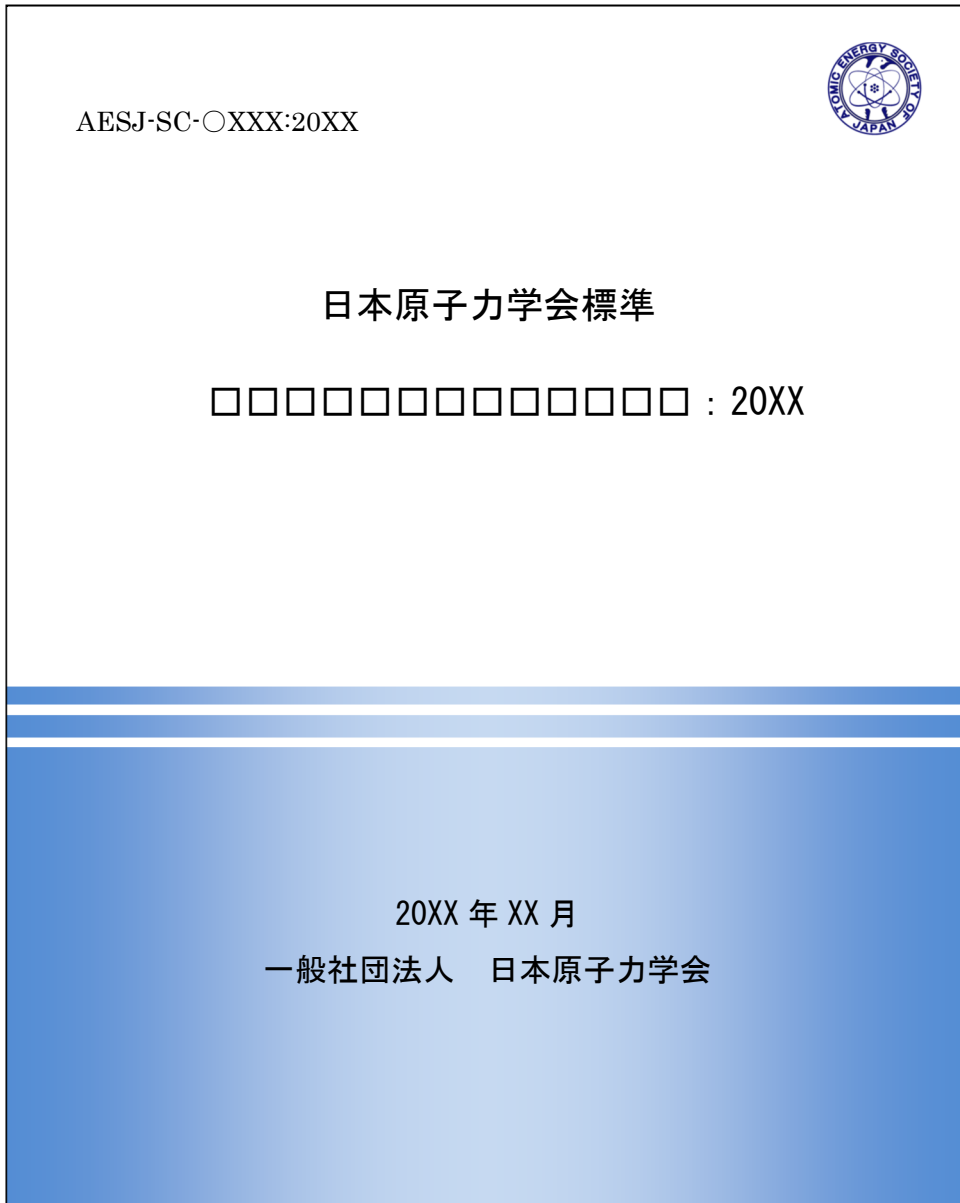 ATOMIC ENERGY SOCIETY OF JAPAN
AESJ-SC-○XXX:20XX
日本原子力学会標準
□□□□□□□□□□□□□：20XX
20XX 年 XX 月
一般社団法人　日本原子力学会